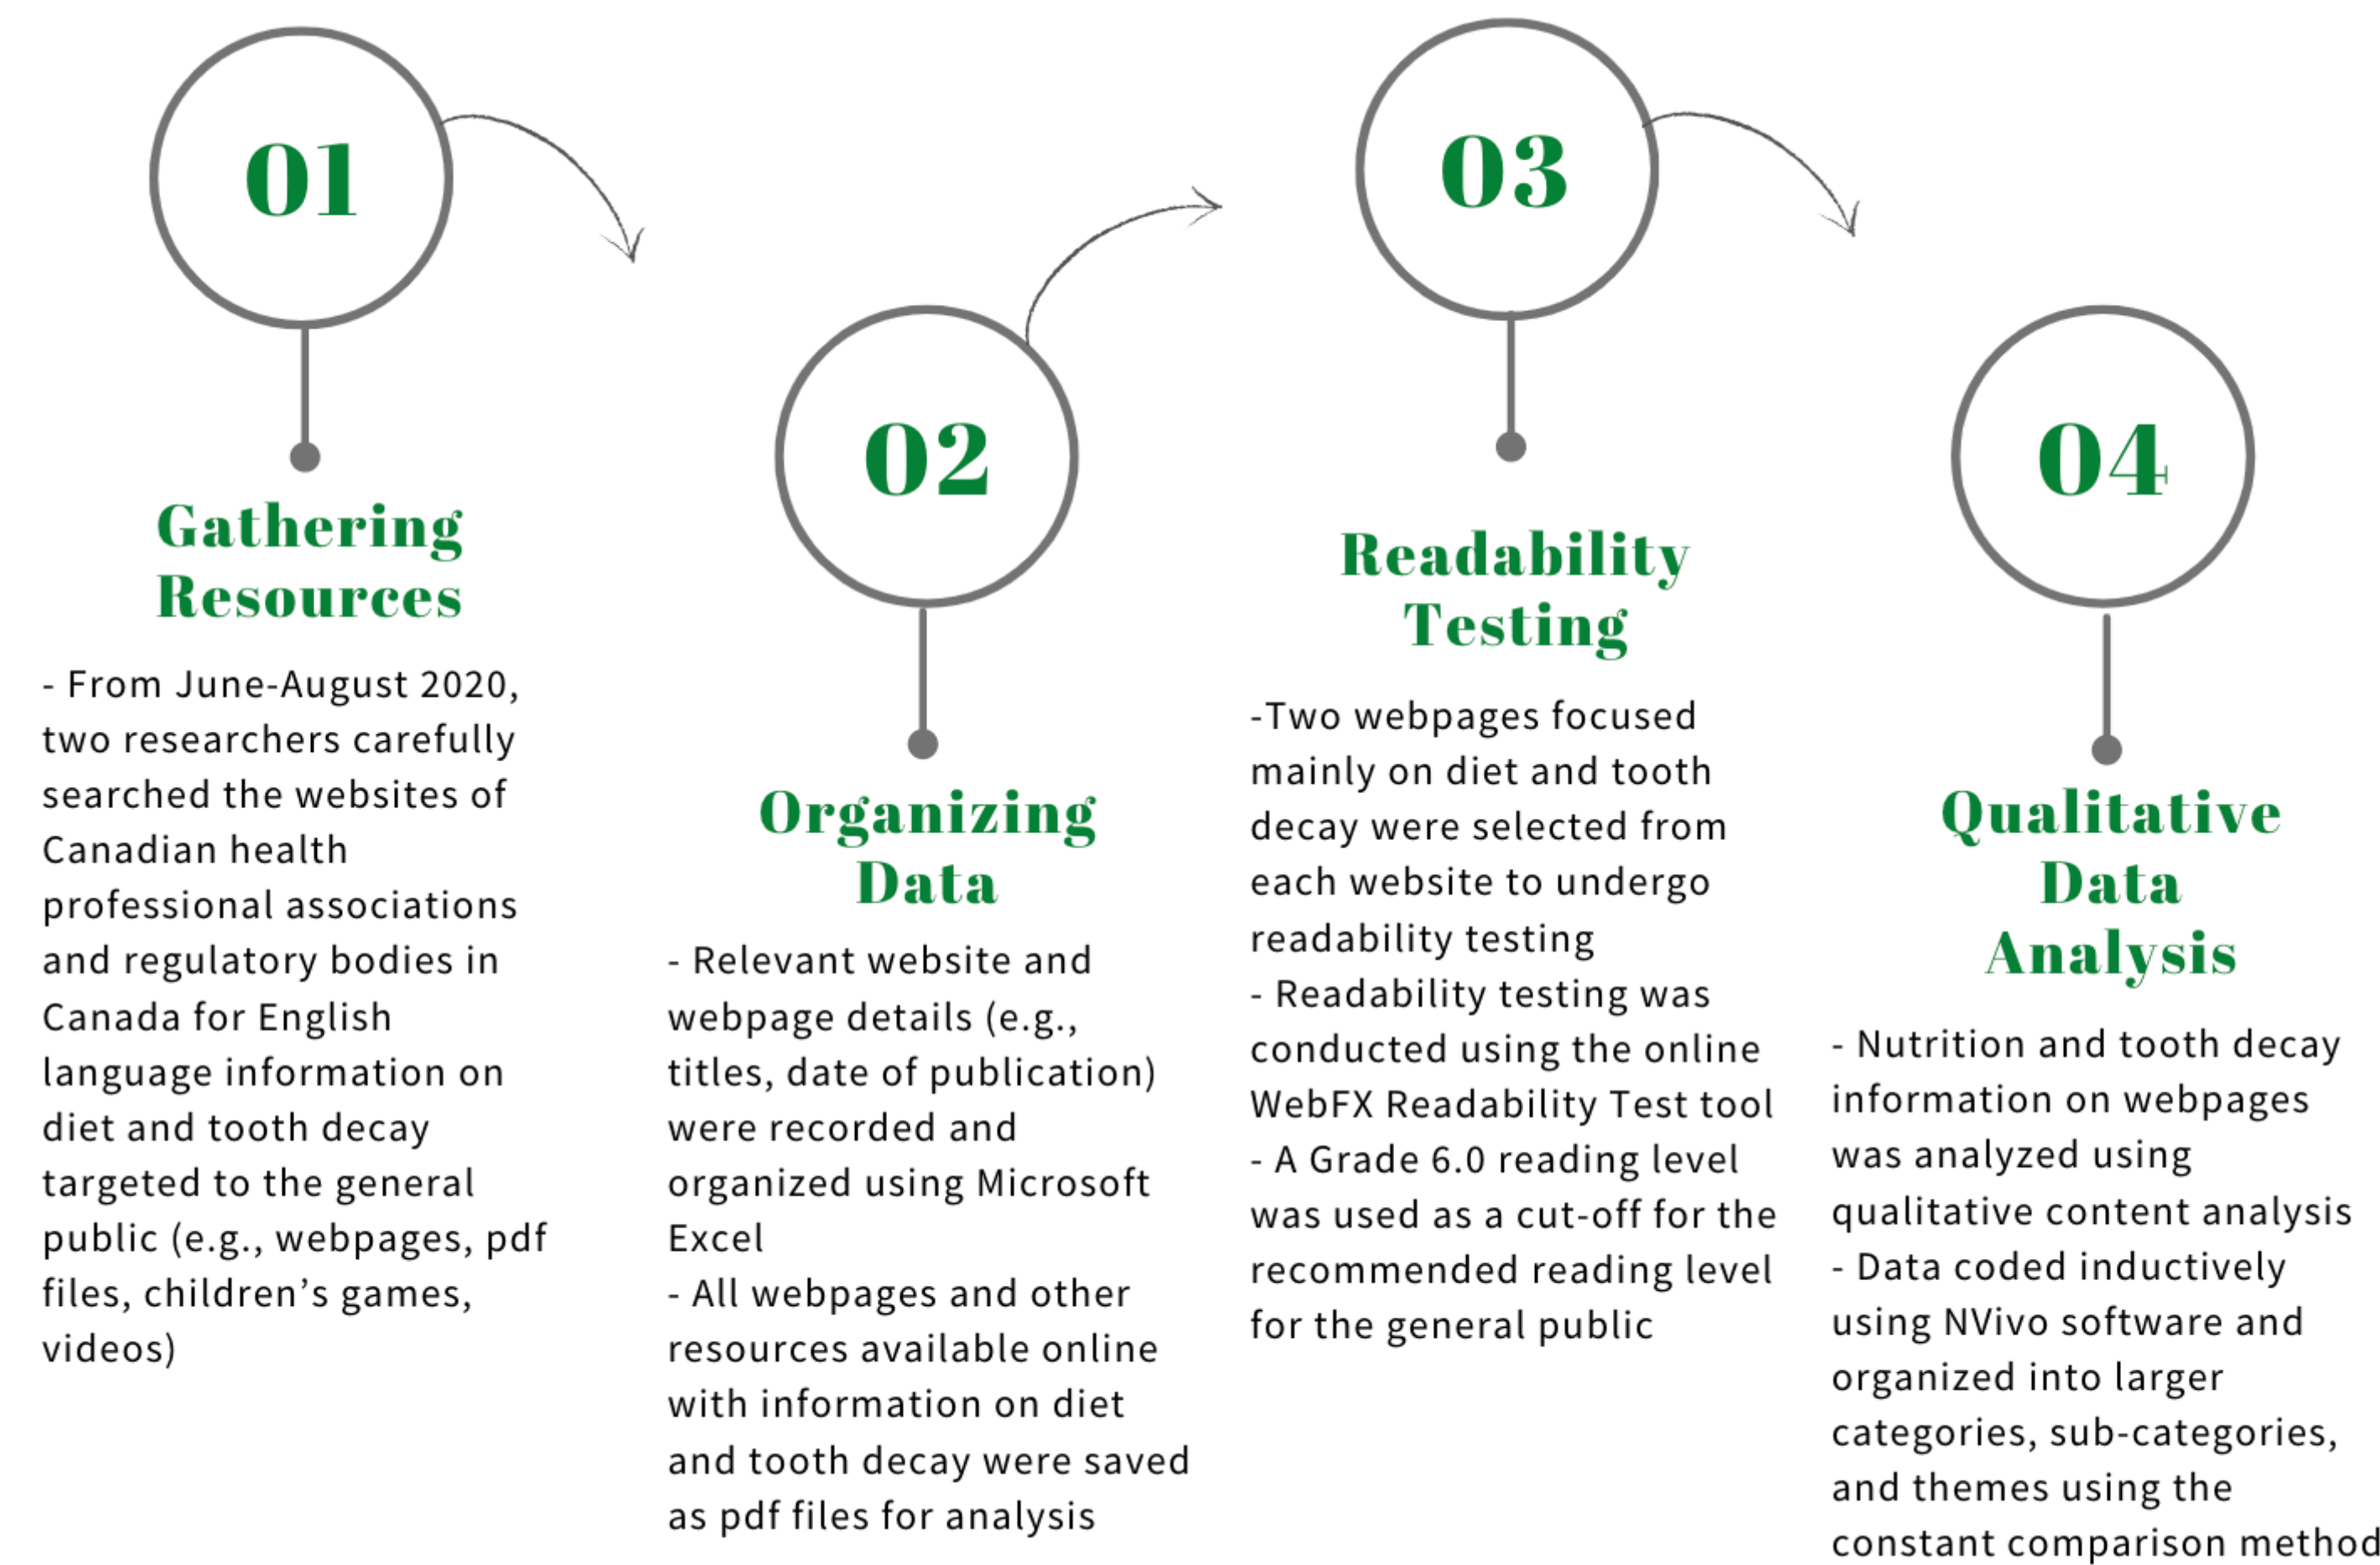 01
Gathering
Resources
- From June-August 2020,
two researchers carefully
searched the websites of
Canadian health
professional associations
and regulatory bodies in
Canada for English
language information on
diet and tooth decay
targeted to the general
public (e.g., webpages, pdf
files, children’s games,
videos)
02
Organizing
Data
- Relevant website and
webpage details (e.g.,
titles, date of publication)
were recorded and
organized using Microsoft
Excel
- All webpages and other
resources available online
with information on diet
and tooth decay were saved
as pdf files for analysis
03
Readability
Testing
-Two webpages focused
mainly on diet and tooth
decay were selected from
each website to undergo
readability testing
- Readability testing was
conducted using the online
WebFX Readability Test tool
- A Grade 6.0 reading level
was used as a cut-off for the
recommended reading level
for the general public
04
Qualitative
Data
Analysis
- Nutrition and tooth decay
information on webpages
was analyzed using
qualitative content analysis
- Data coded inductively
using NVivo software and
organized into larger
categories, sub-categories,
and themes using the
constant comparison method